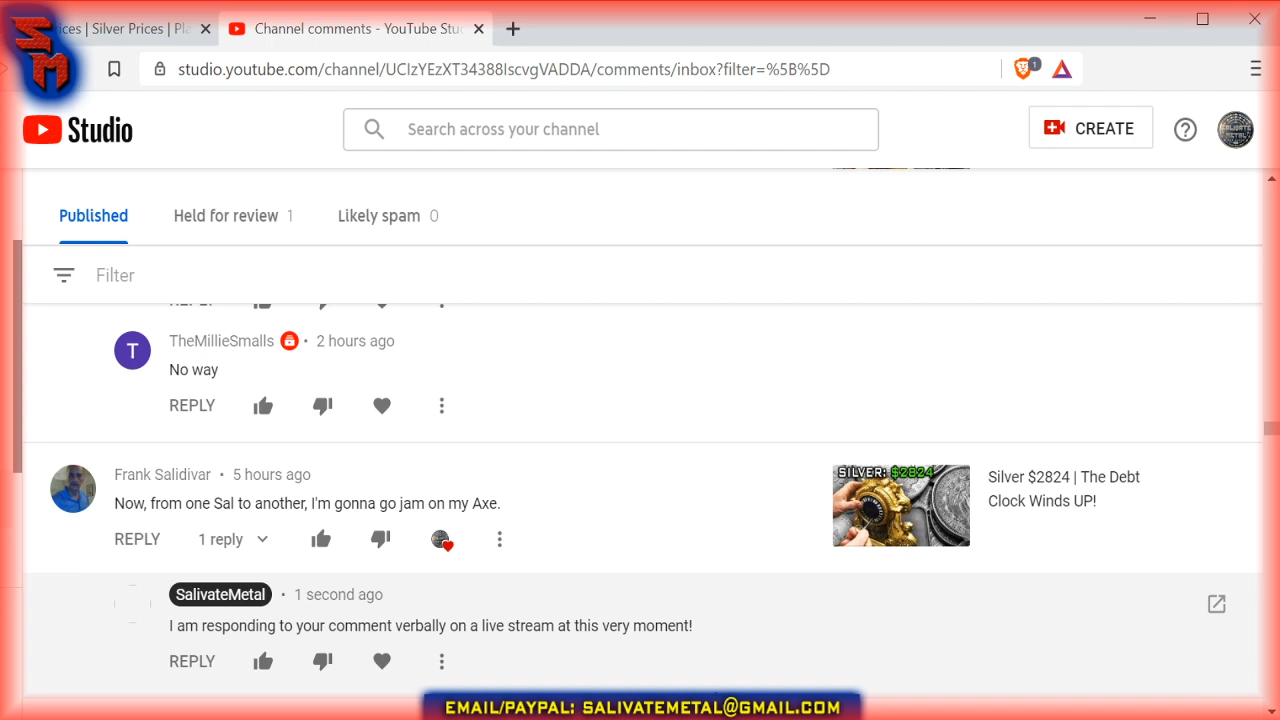 SM
ices | Silver Prices | Pla
Channel comments - YouTube Stu
studio.youtube.com/channel/UCIzYEzXT34388IscvgVADDA/comments/inbox?filter=%5B%5D
1
Studio
Search across your channel
CREATE
Published
Held for review 1
Likely spam 0
Filter
REPLY
TheMillieSmalls • 2 hours ago
T
No way
REPLY
Frank Salidivar • 5 hours ago
Now, from one Sal to another, I'm gonna go jam on my Axe.
REPLY 1 reply
SILVER: $2824
Silver $2824 | The Debt
Clock Winds UP!
SalivateMetal • 1 second ago
I am responding to your comment verbally on a live stream at this very moment!
REPLY
EMAIL/PAYPAL: SALIVATEMETAL@GMAIL.COM